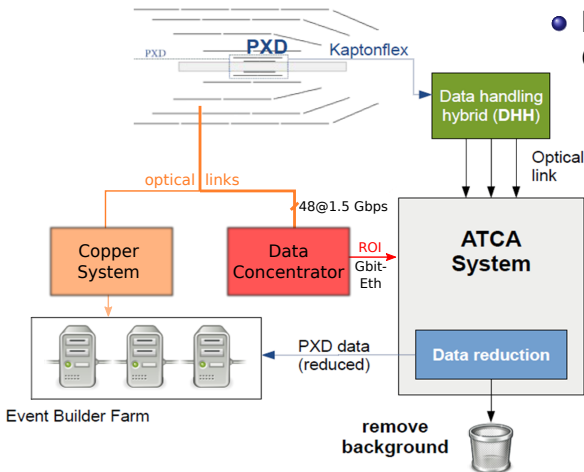 PXD
PXD
Kaptonflex
Data handling
hybrid (DHH)
Optical
link
optical links
48@1.5 Gbps
Copper
System
Data
Concentrator
ROI
Gbit-
Eth
ATCA
System
PXD data
(reduced)
Data reduction
Event Builder Farm
remove
background